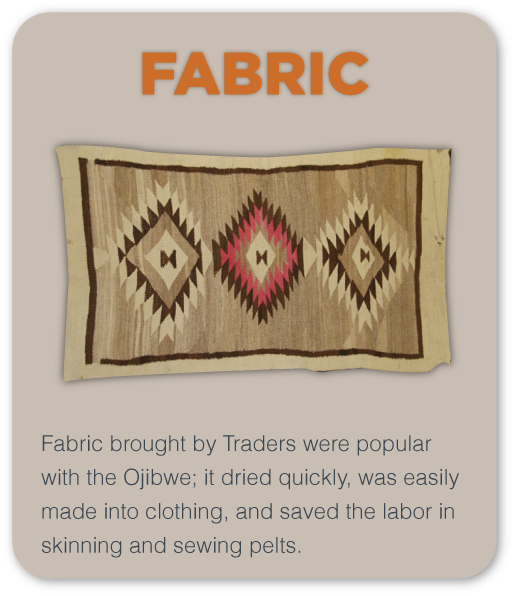 FABRIC
Fabric brought by Traders were popular
with the Ojibwe; it dried quickly, was easily
made into clothing, and saved the labor in
skinning and sewing pelts.